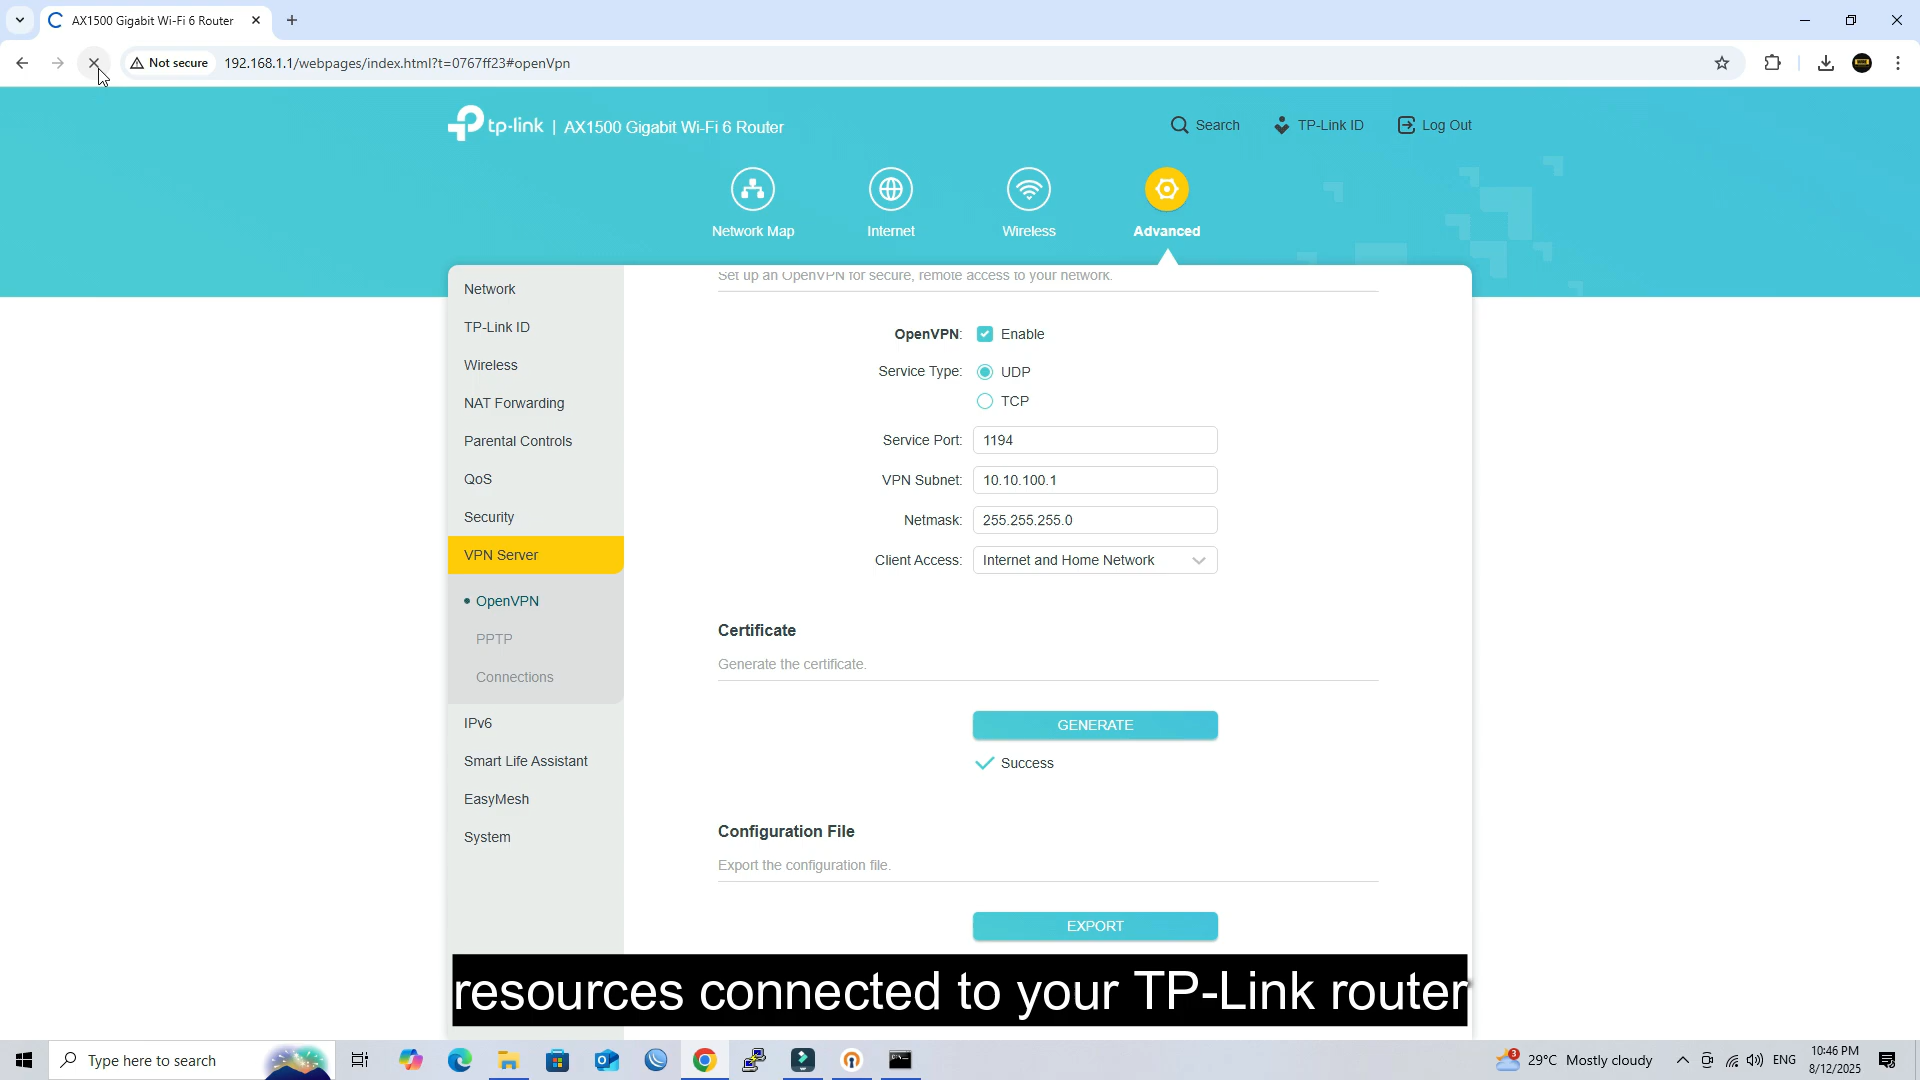 AX1500 Gigabit Wi-Fi 6 Router
Not secure
192.168.1.1/webpages/index.html?t=0767ff23#openVpn
tp-link | AX1500 Gigabit Wi-Fi 6 Router
Search
TP-Link ID
Log Out
Network Map
Internet
Wireless
Advanced
Network
TP-Link ID
Wireless
NAT Forwarding
Parental Controls
QoS
Security
VPN Server
OpenVPN
PPTP
Connections
IPv6
Smart Life Assistant
EasyMesh
System
Set up an OpenVPN for secure, remote access to your network.
OpenVPN: Enable
Service Type: UDP
TCP
Service Port: 1194
VPN Subnet: 10.10.100.1
Netmask: 255.255.255.0
Client Access: Internet and Home Network
Certificate
Generate the certificate.
GENERATE
Success
Configuration File
Export the configuration file.
EXPORT
resources connected to your TP-Link router
Type here to search
3
29°C Mostly cloudy
ENG
10:46 PM
8/12/2025